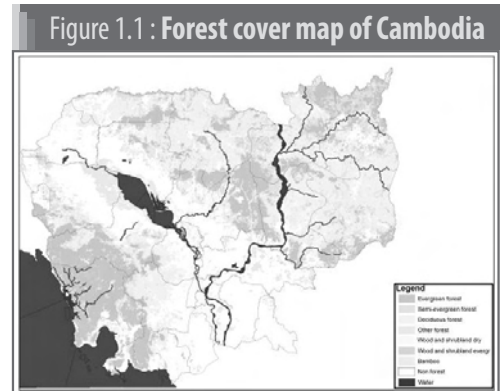 Figure 1.1 : Forest cover map of Cambodia
Legend
Evergreen forest
Semi-evergreen forest
Deciduous forest
Other forest
Wood and shrubland dry
Wood and shrubland evergr
Bamboo
Non forest
Water